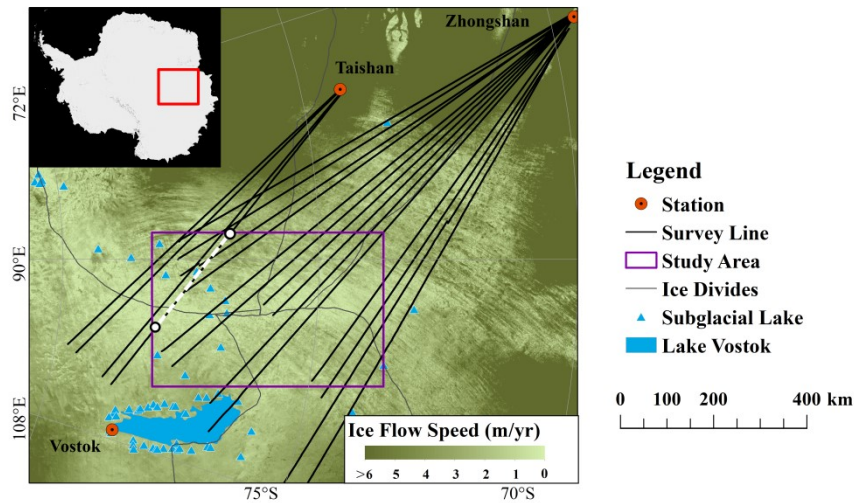 Zhongshan
Taishan
72°E
90°E
108°E
Vostok
75°S
70°S
Ice Flow Speed (m/yr)
>6 5 4 3 2 1 0
Legend
Station
Survey Line
Study Area
Ice Divides
Subglacial Lake
Lake Vostok
0 100 200 400 km